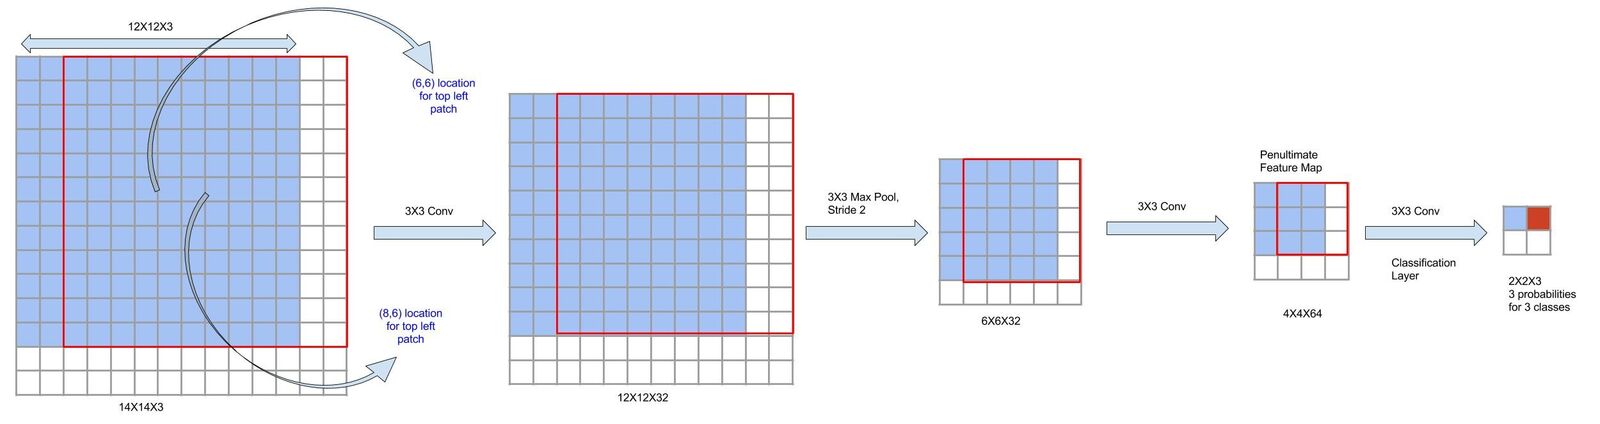 12X12X3
(6,6) location
for top left
patch
(8,6) location
for top left
patch
14X14X3
3X3 Conv
12X12X32
3X3 Max Pool,
Stride 2
6X6X32
3X3 Conv
Penultimate
Feature Map
4X4X64
3X3 Conv
Classification
Layer
2X2X3
3 probabilities
for 3 classes